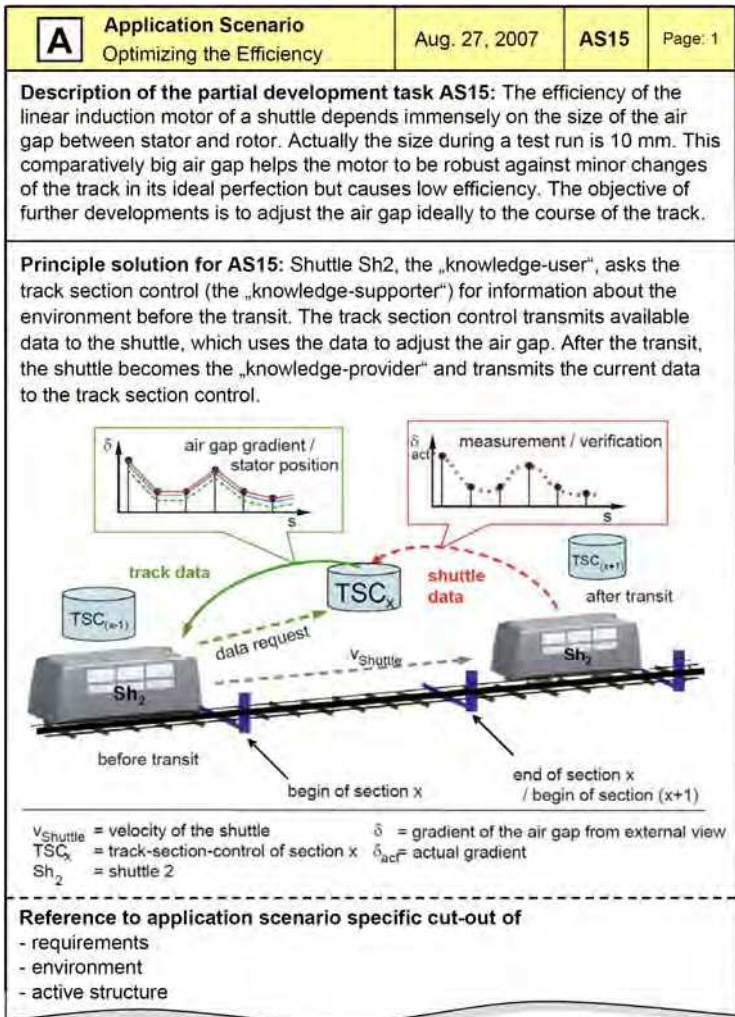 A
Application Scenario
Optimizing the Efficiency
Aug. 27, 2007
AS15
Page: 1
Description of the partial development task AS15: The efficiency of the
linear induction motor of a shuttle depends immensely on the size of the air
gap between stator and rotor. Actually the size during a test run is 10 mm. This
comparatively big air gap helps the motor to be robust against minor changes
of the track in its ideal perfection but causes low efficiency. The objective of
further developments is to adjust the air gap ideally to the course of the track.
Principle solution for AS15: Shuttle Sh2, the „knowledge-user“, asks the
track section control (the „knowledge-supporter“) for information about the
environment before the transit. The track section control transmits available
data to the shuttle, which uses the data to adjust the air gap. After the transit,
the shuttle becomes the „knowledge-provider“ and transmits the current data
to the track section control.
δ
air gap gradient /
stator position
s
δact
measurement / verification
s
track data
TSCx
shuttle
data
TSC(x+1)
after transit
TSC(x-1)
data request
vShuttle
Sh2
Sh2
before transit
begin of section x
end of section x
/ begin of section (x+1)
vShuttle = velocity of the shuttle
TSCx = track-section-control of section x
Sh2 = shuttle 2
δ = gradient of the air gap from external view
δact= actual gradient
Reference to application scenario specific cut-out of
- requirements
- environment
- active structure